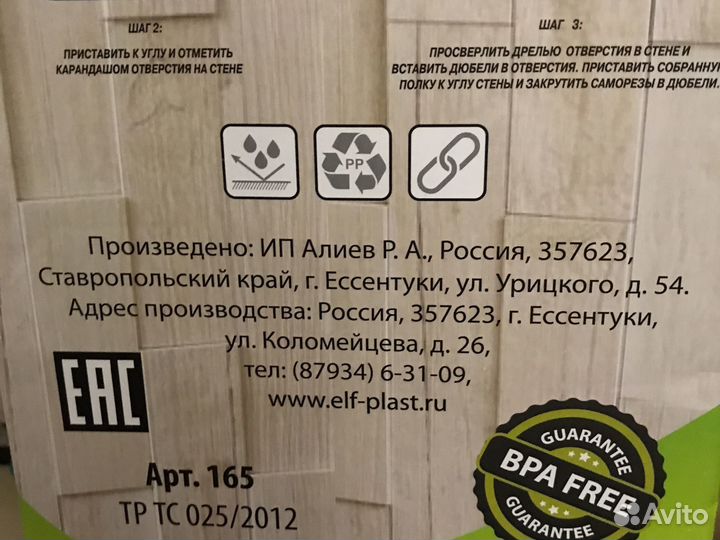 ШАГ 2:
ПРИСТАВИТЬ К УГЛУ И ОТМЕТИТЬ
КАРАНДАШОМ ОТВЕРСТИЯ НА СТЕНЕ
ШАГ 3:
ПРОСВЕРЛИТЬ ДРЕЛЬЮ ОТВЕРСТИЯ В СТЕНЕ И
ВСТАВИТЬ ДЮБЕЛИ В ОТВЕРСТИЯ. ПРИСТАВИТЬ СОБРАННУЮ
ПОЛКУ К УГЛУ СТЕНЫ И ЗАКРУТИТЬ САМОРЕЗЫ В ДЮБЕЛИ.
PP
Произведено: ИП Алиев Р. А., Россия, 357623,
Ставропольский край, г. Ессентуки, ул. Урицкого, д. 54.
Адрес производства: Россия, 357623, г. Ессентуки,
ул. Коломейцева, д. 26,
тел: (87934) 6-31-09,
www.elf-plast.ru
EAC
Арт. 165
ТР ТС 025/2012
GUARANTEE
BPA FREE
GUARANTEE
Avito